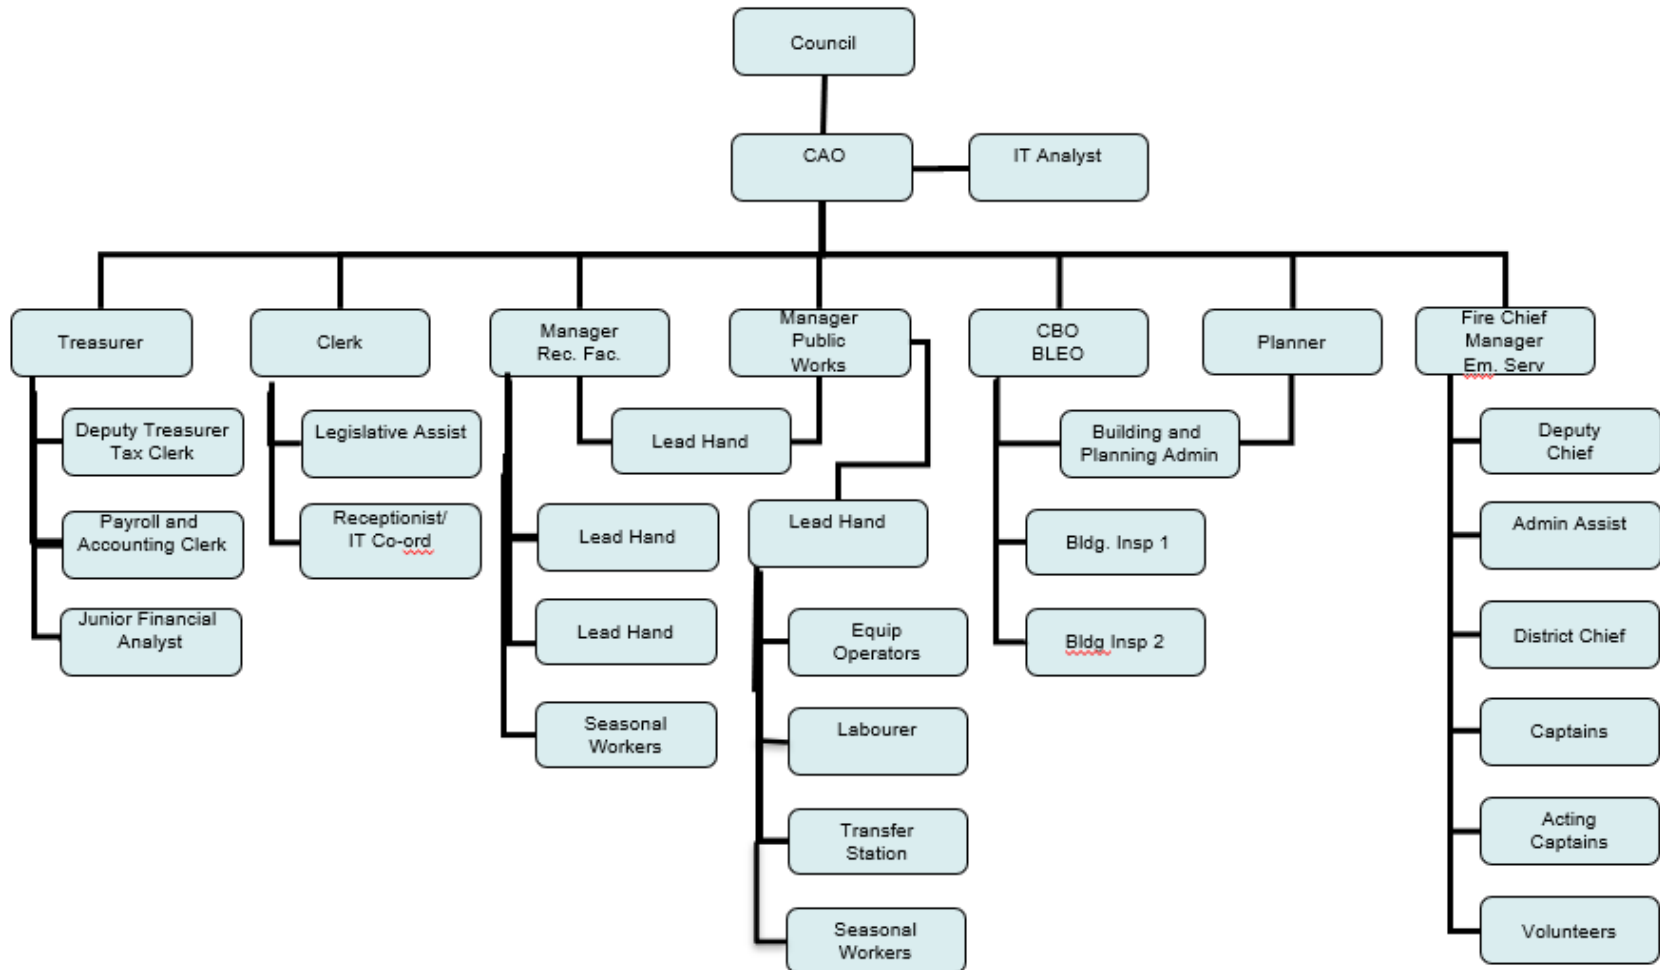 Council
CAO
IT Analyst
Treasurer
Clerk
Manager
Rec. Fac.
Manager
Public
Works
CBO
BLEO
Planner
Fire Chief
Manager
Em. Serv
Deputy Treasurer
Tax Clerk
Legislative Assist
Lead Hand
Building and
Planning Admin
Deputy
Chief
Payroll and
Accounting Clerk
Receptionist/
IT Co-ord
Lead Hand
Lead Hand
Bldg. Insp 1
Admin Assist
Junior Financial
Analyst
Lead Hand
Equip
Operators
Bldg Insp 2
District Chief
Seasonal
Workers
Labourer
Captains
Transfer
Station
Acting
Captains
Seasonal
Workers
Volunteers